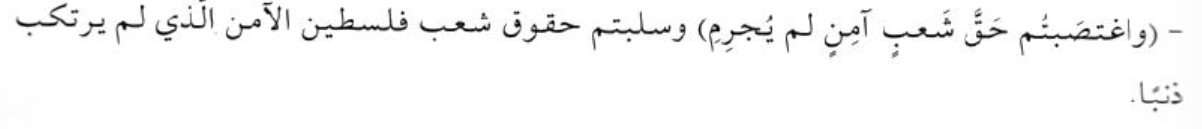 - (واغتصَبتُم حَقَّ شَعبٍ آمِنٍ لم يُجرِمِ) وسلبتم حقوق شعب فلسطين الآمن الّذي لم يرتكب
ذنبًا.